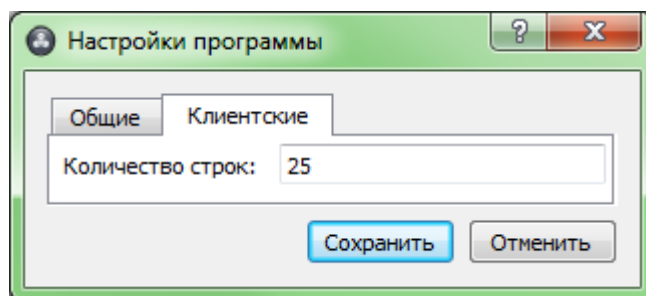 Настройки программы
Общие Клиентские
Количество строк: 25
Сохранить Отменить